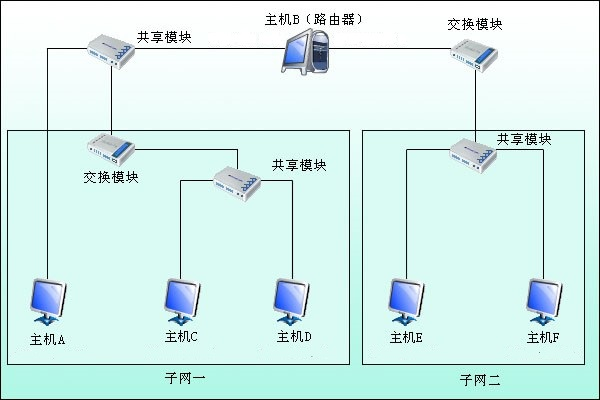 主机B（路由器）
共享模块
交换模块
交换模块
共享模块
共享模块
主机A
主机C
主机D
主机E
主机F
子网一
子网二